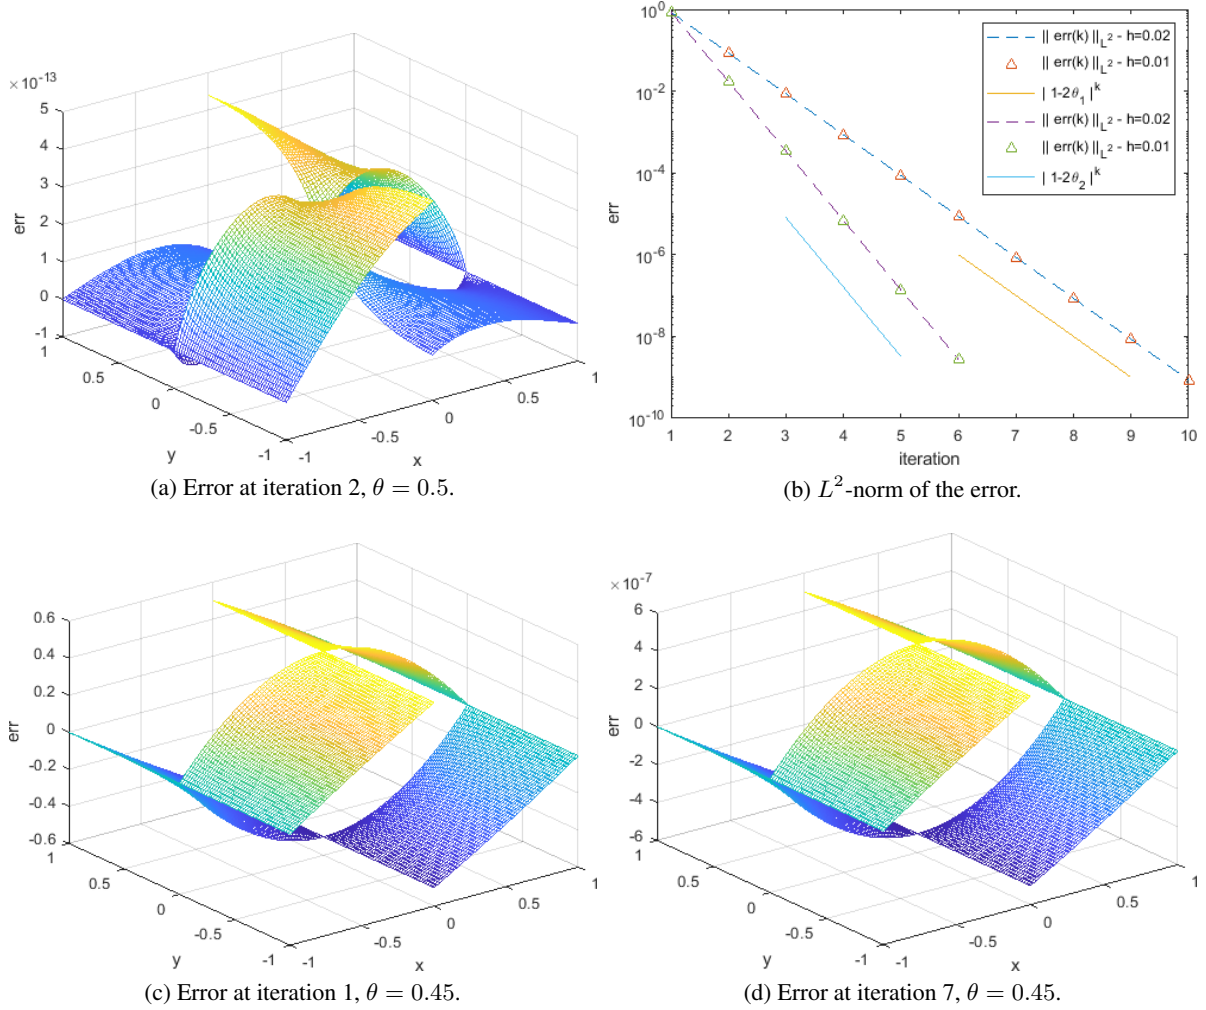 ×10⁻¹³
5
4
3
2
1
0
-1
err
1
0.5
0
-0.5
-1
y
-1
-0.5
0
0.5
1
x
(a) Error at iteration 2, θ = 0.5.
10⁰
10⁻²
10⁻⁴
10⁻⁶
10⁻⁸
10⁻¹⁰
err
1 2 3 4 5 6 7 8 9 10
iteration
|| err(k) ||_L² - h=0.02
|| err(k) ||_L² - h=0.01
| 1-2θ₁|ᵏ
|| err(k) ||_L² - h=0.02
|| err(k) ||_L² - h=0.01
| 1-2θ₂|ᵏ
(b) L²-norm of the error.
0.6
0.4
0.2
0
-0.2
-0.4
-0.6
err
1
0.5
0
-0.5
-1
y
-1
-0.5
0
0.5
1
x
(c) Error at iteration 1, θ = 0.45.
×10⁻⁷
6
4
2
0
-2
-4
-6
err
1
0.5
0
-0.5
-1
y
-1
-0.5
0
0.5
1
x
(d) Error at iteration 7, θ = 0.45.